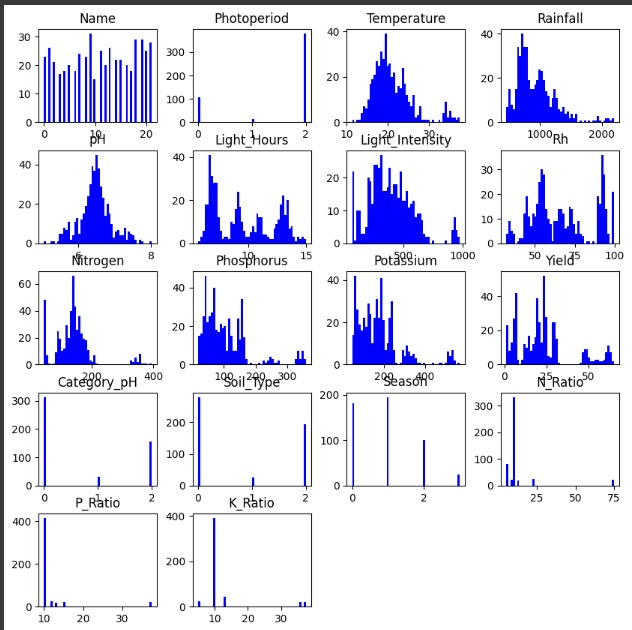 Name Photoperiod Temperature Rainfall
30 20 10 0
300 200 100 0
40 20 0
40 20 0
0 10 20
0 1 2
10 20 30
1000 2000
pH Light_Hours Light_Intensity Rh
40 20 0
40 20 0
20 10 0
30 20 10 0
6 8
10 15
500 1000
50 75 100
Nitrogen Phosphorus Potassium Yield
60 40 20 0
40 20 0
40 20 0
40 20 0
200 400
100 200 300
200 400
0 25 50
Category_pH Soil_Type Season N_Ratio
300 200 100 0
200 100 0
200 100 0
300 200 100 0
0 1 2
0 1 2
0 2
25 50 75
P_Ratio K_Ratio
400 200 0
400 200 0
10 20 30
10 20 30